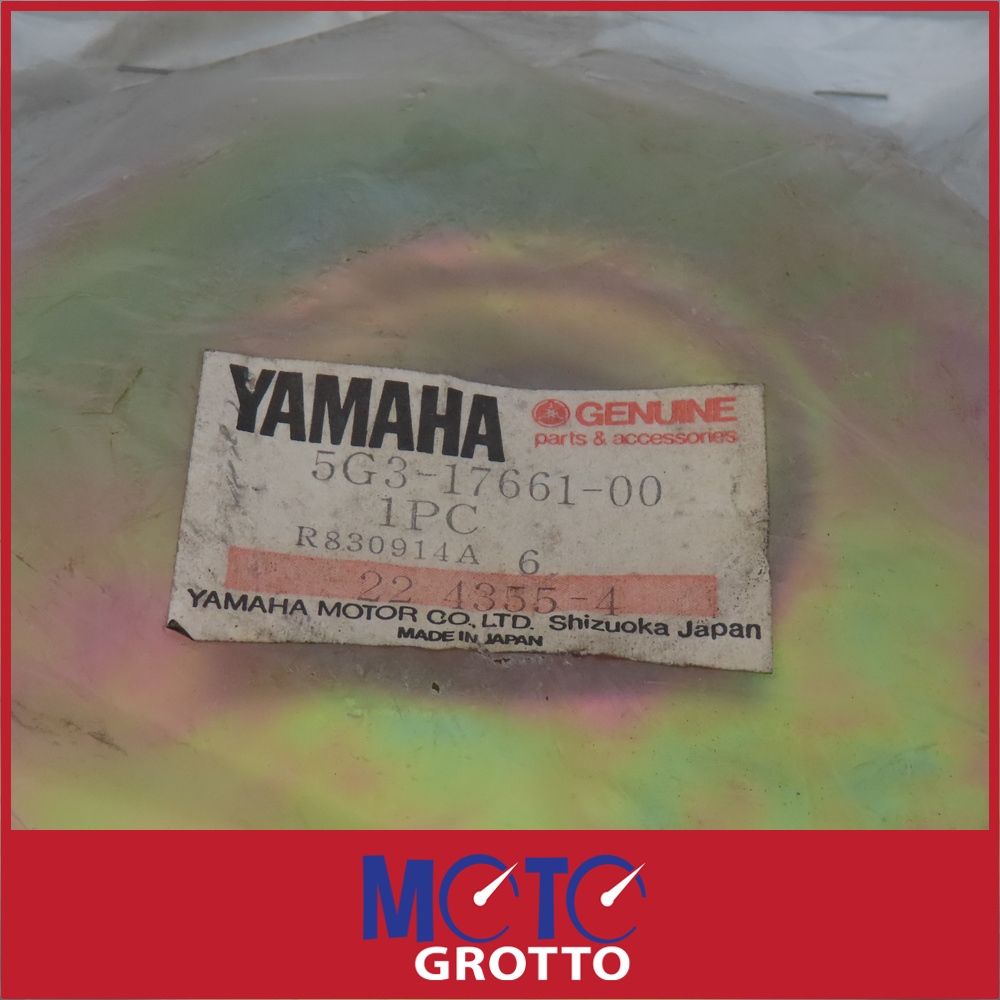 YAMAHA GENUINE
parts & accessories
5G3-17661-00
1PC
R830914A 6
22 4355-4
YAMAHA MOTOR CO., LTD. Shizuoka Japan
MADE IN JAPAN
MOTO
GROTTO